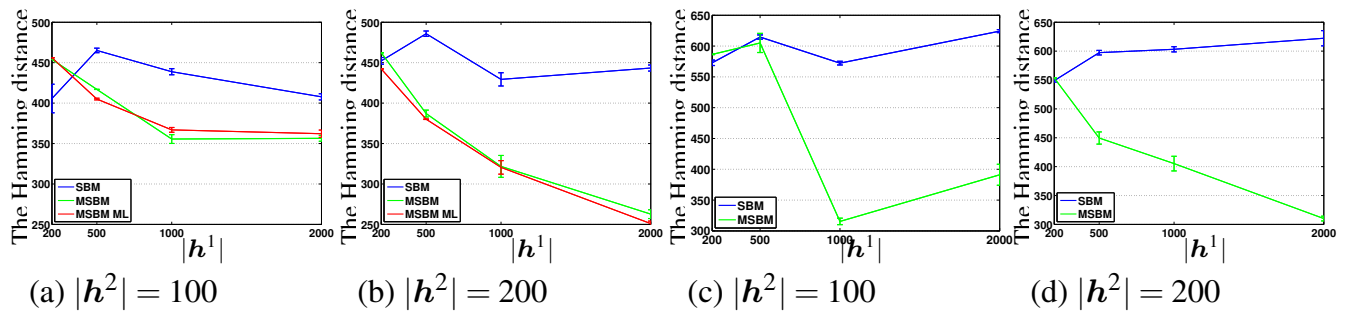 The Hamming distance
500
450
400
350
300
250
200 500 1000 2000
SBM
MSBM
MSBM ML
|h¹|
(a) |h²| = 100
The Hamming distance
500
450
400
350
300
250
200 500 1000 2000
SBM
MSBM
MSBM ML
|h¹|
(b) |h²| = 200
The Hamming distance
650
600
550
500
450
400
350
300
200 500 1000 2000
SBM
MSBM
|h¹|
(c) |h²| = 100
The Hamming distance
650
600
550
500
450
400
350
300
200 500 1000 2000
SBM
MSBM
|h¹|
(d) |h²| = 200